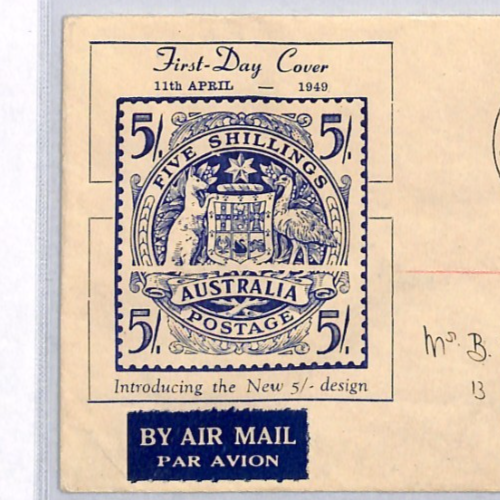 First-Day Cover
11th APRIL — 1949
5/. 5/.
FIVE SHILLINGS
AUSTRALIA
POSTAGE
5/. 5/.
Introducing the New 5/- design
Mrs. B.
13
BY AIR MAIL
PAR AVION